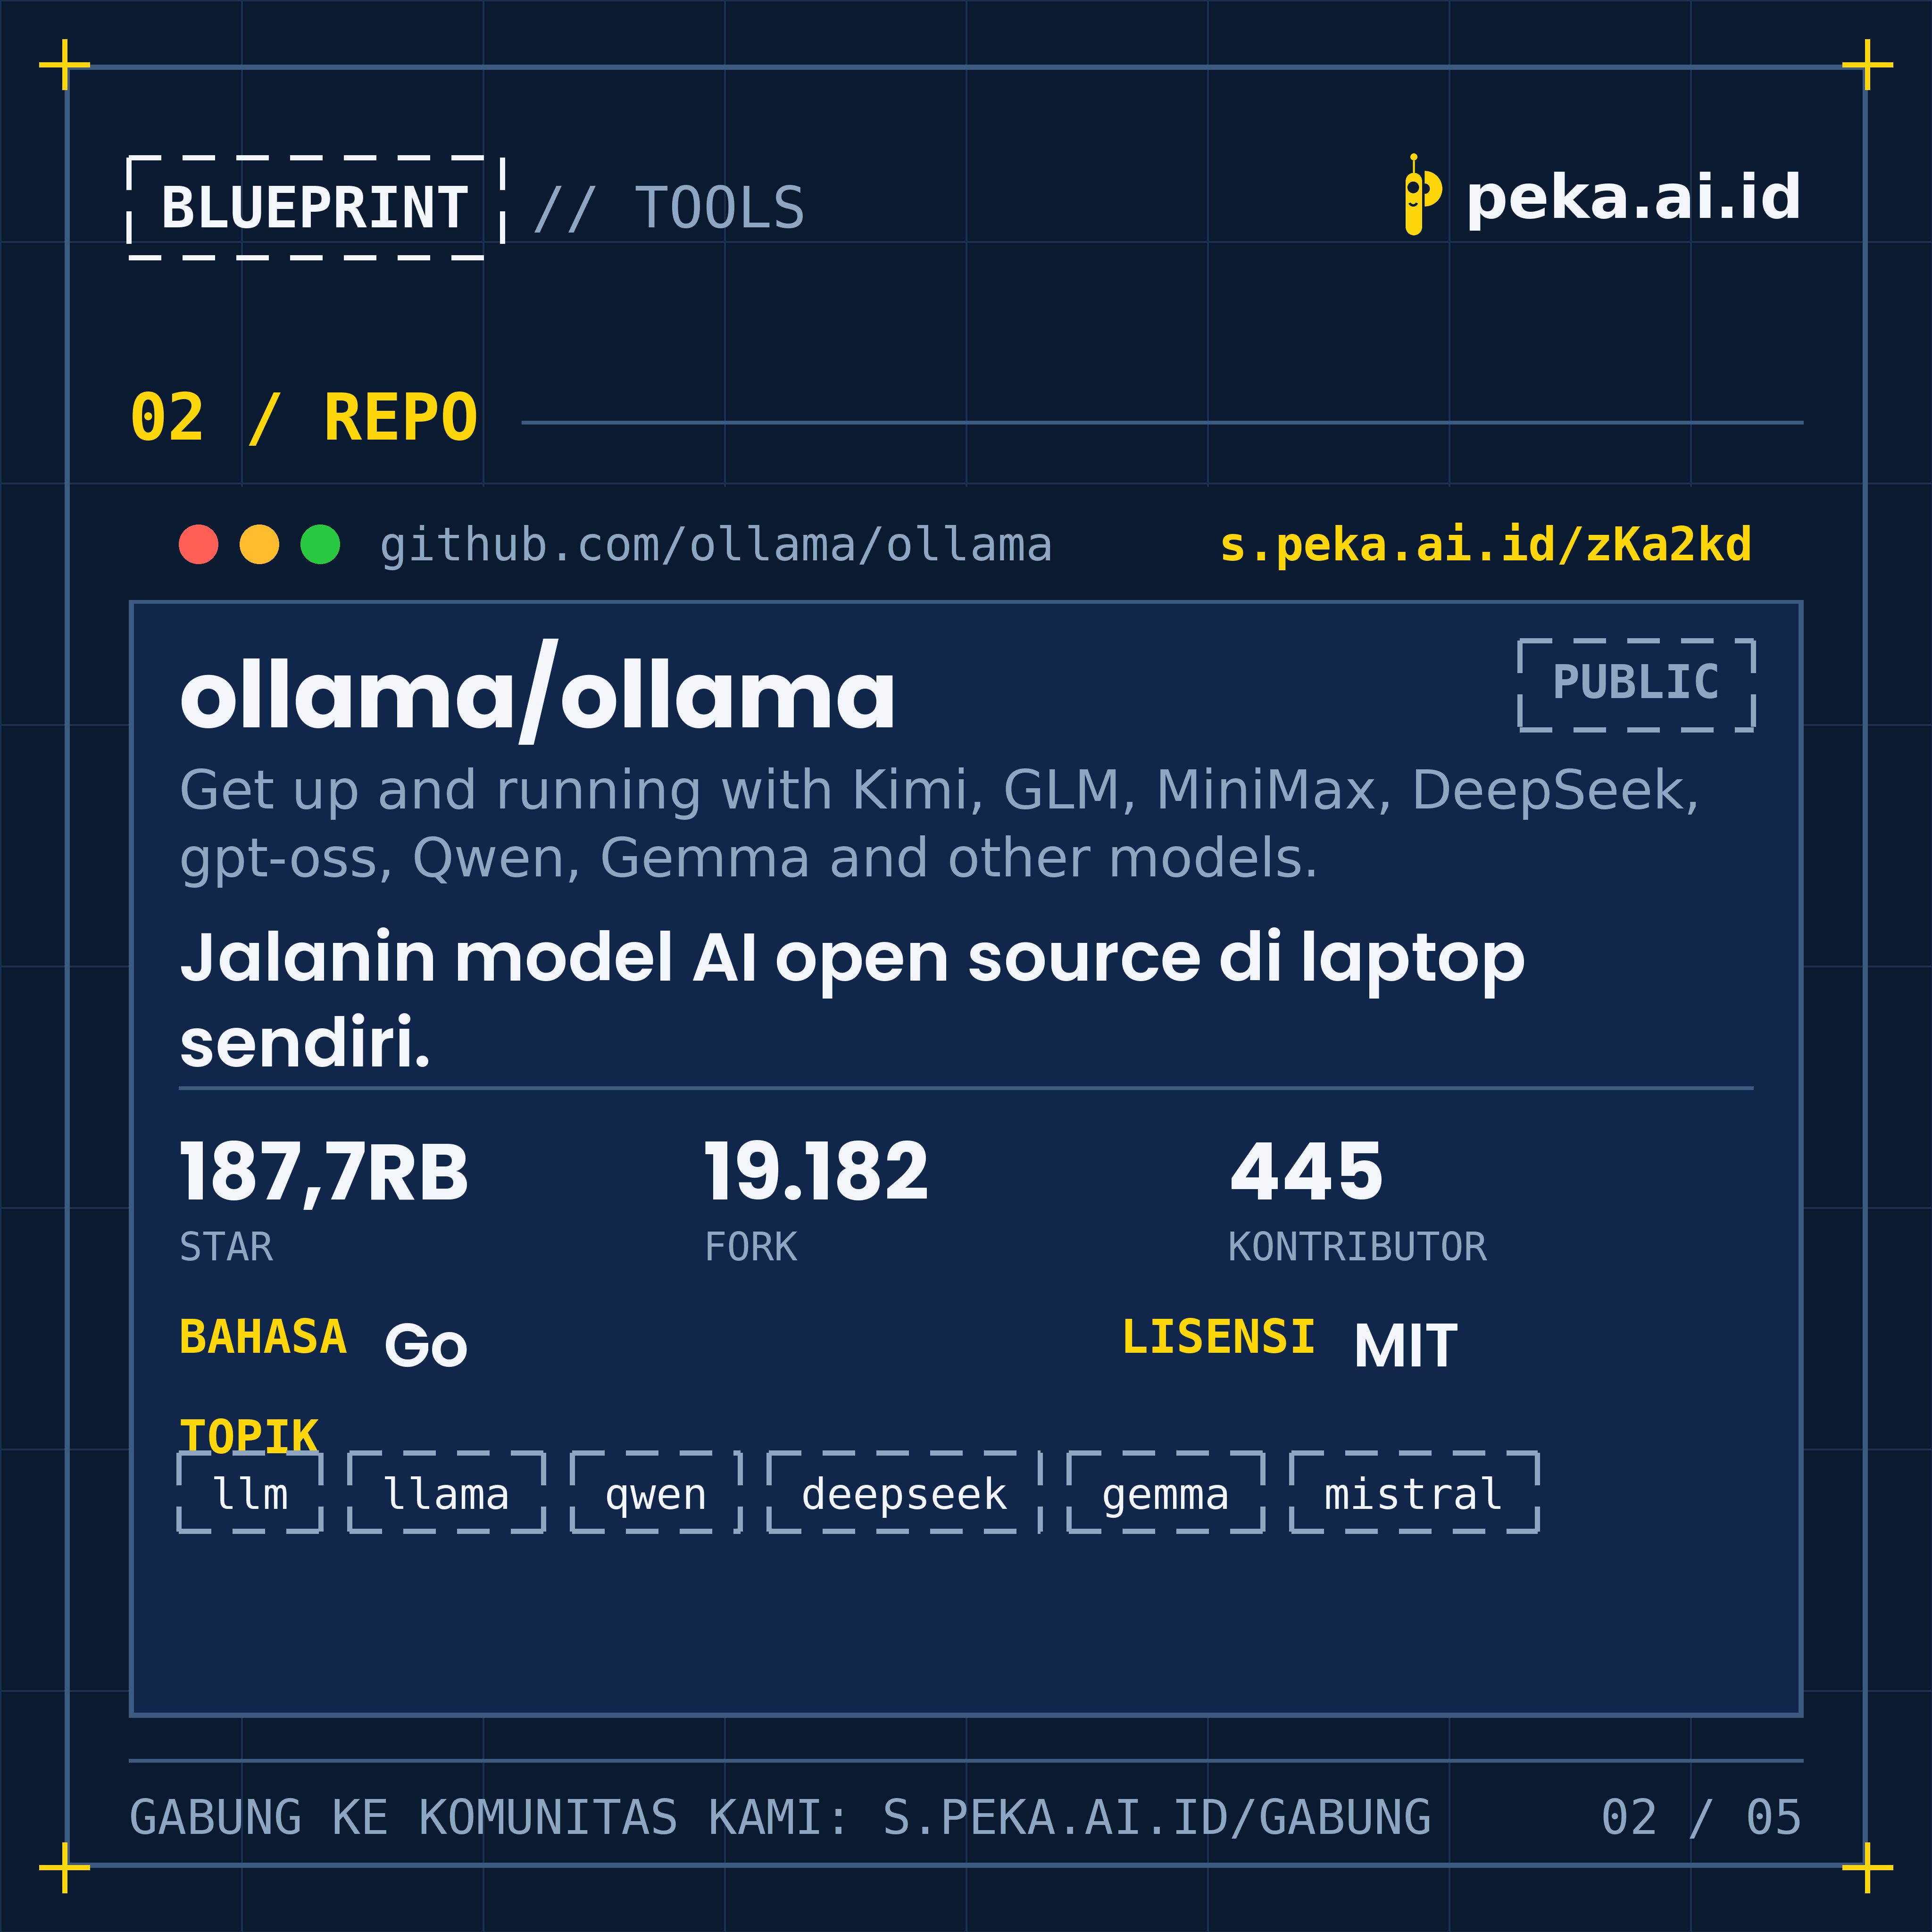 BLUEPRINT // TOOLS
peka.ai.id
02 / REPO
github.com/ollama/ollama
s.peka.ai.id/zKa2kd
ollama/ollama
PUBLIC
Get up and running with Kimi, GLM, MiniMax, DeepSeek,
gpt-oss, Qwen, Gemma and other models.
Jalanin model AI open source di laptop
sendiri.
187,7RB
STAR
19.182
FORK
445
KONTRIBUTOR
BAHASA Go
LISENSI MIT
TOPIK
llm llama qwen deepseek gemma mistral
GABUNG KE KOMUNITAS KAMI: S.PEKA.AI.ID/GABUNG
02 / 05